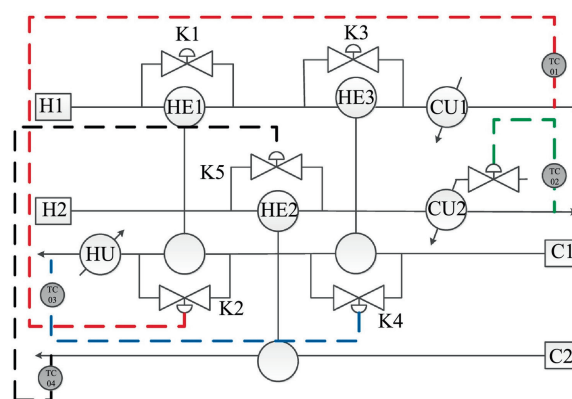 K1
K3
TC
01
H1
HE1
HE3
CU1
K5
TC
02
H2
HE2
CU2
HU
C1
TC
03
K2
K4
C2
TC
04